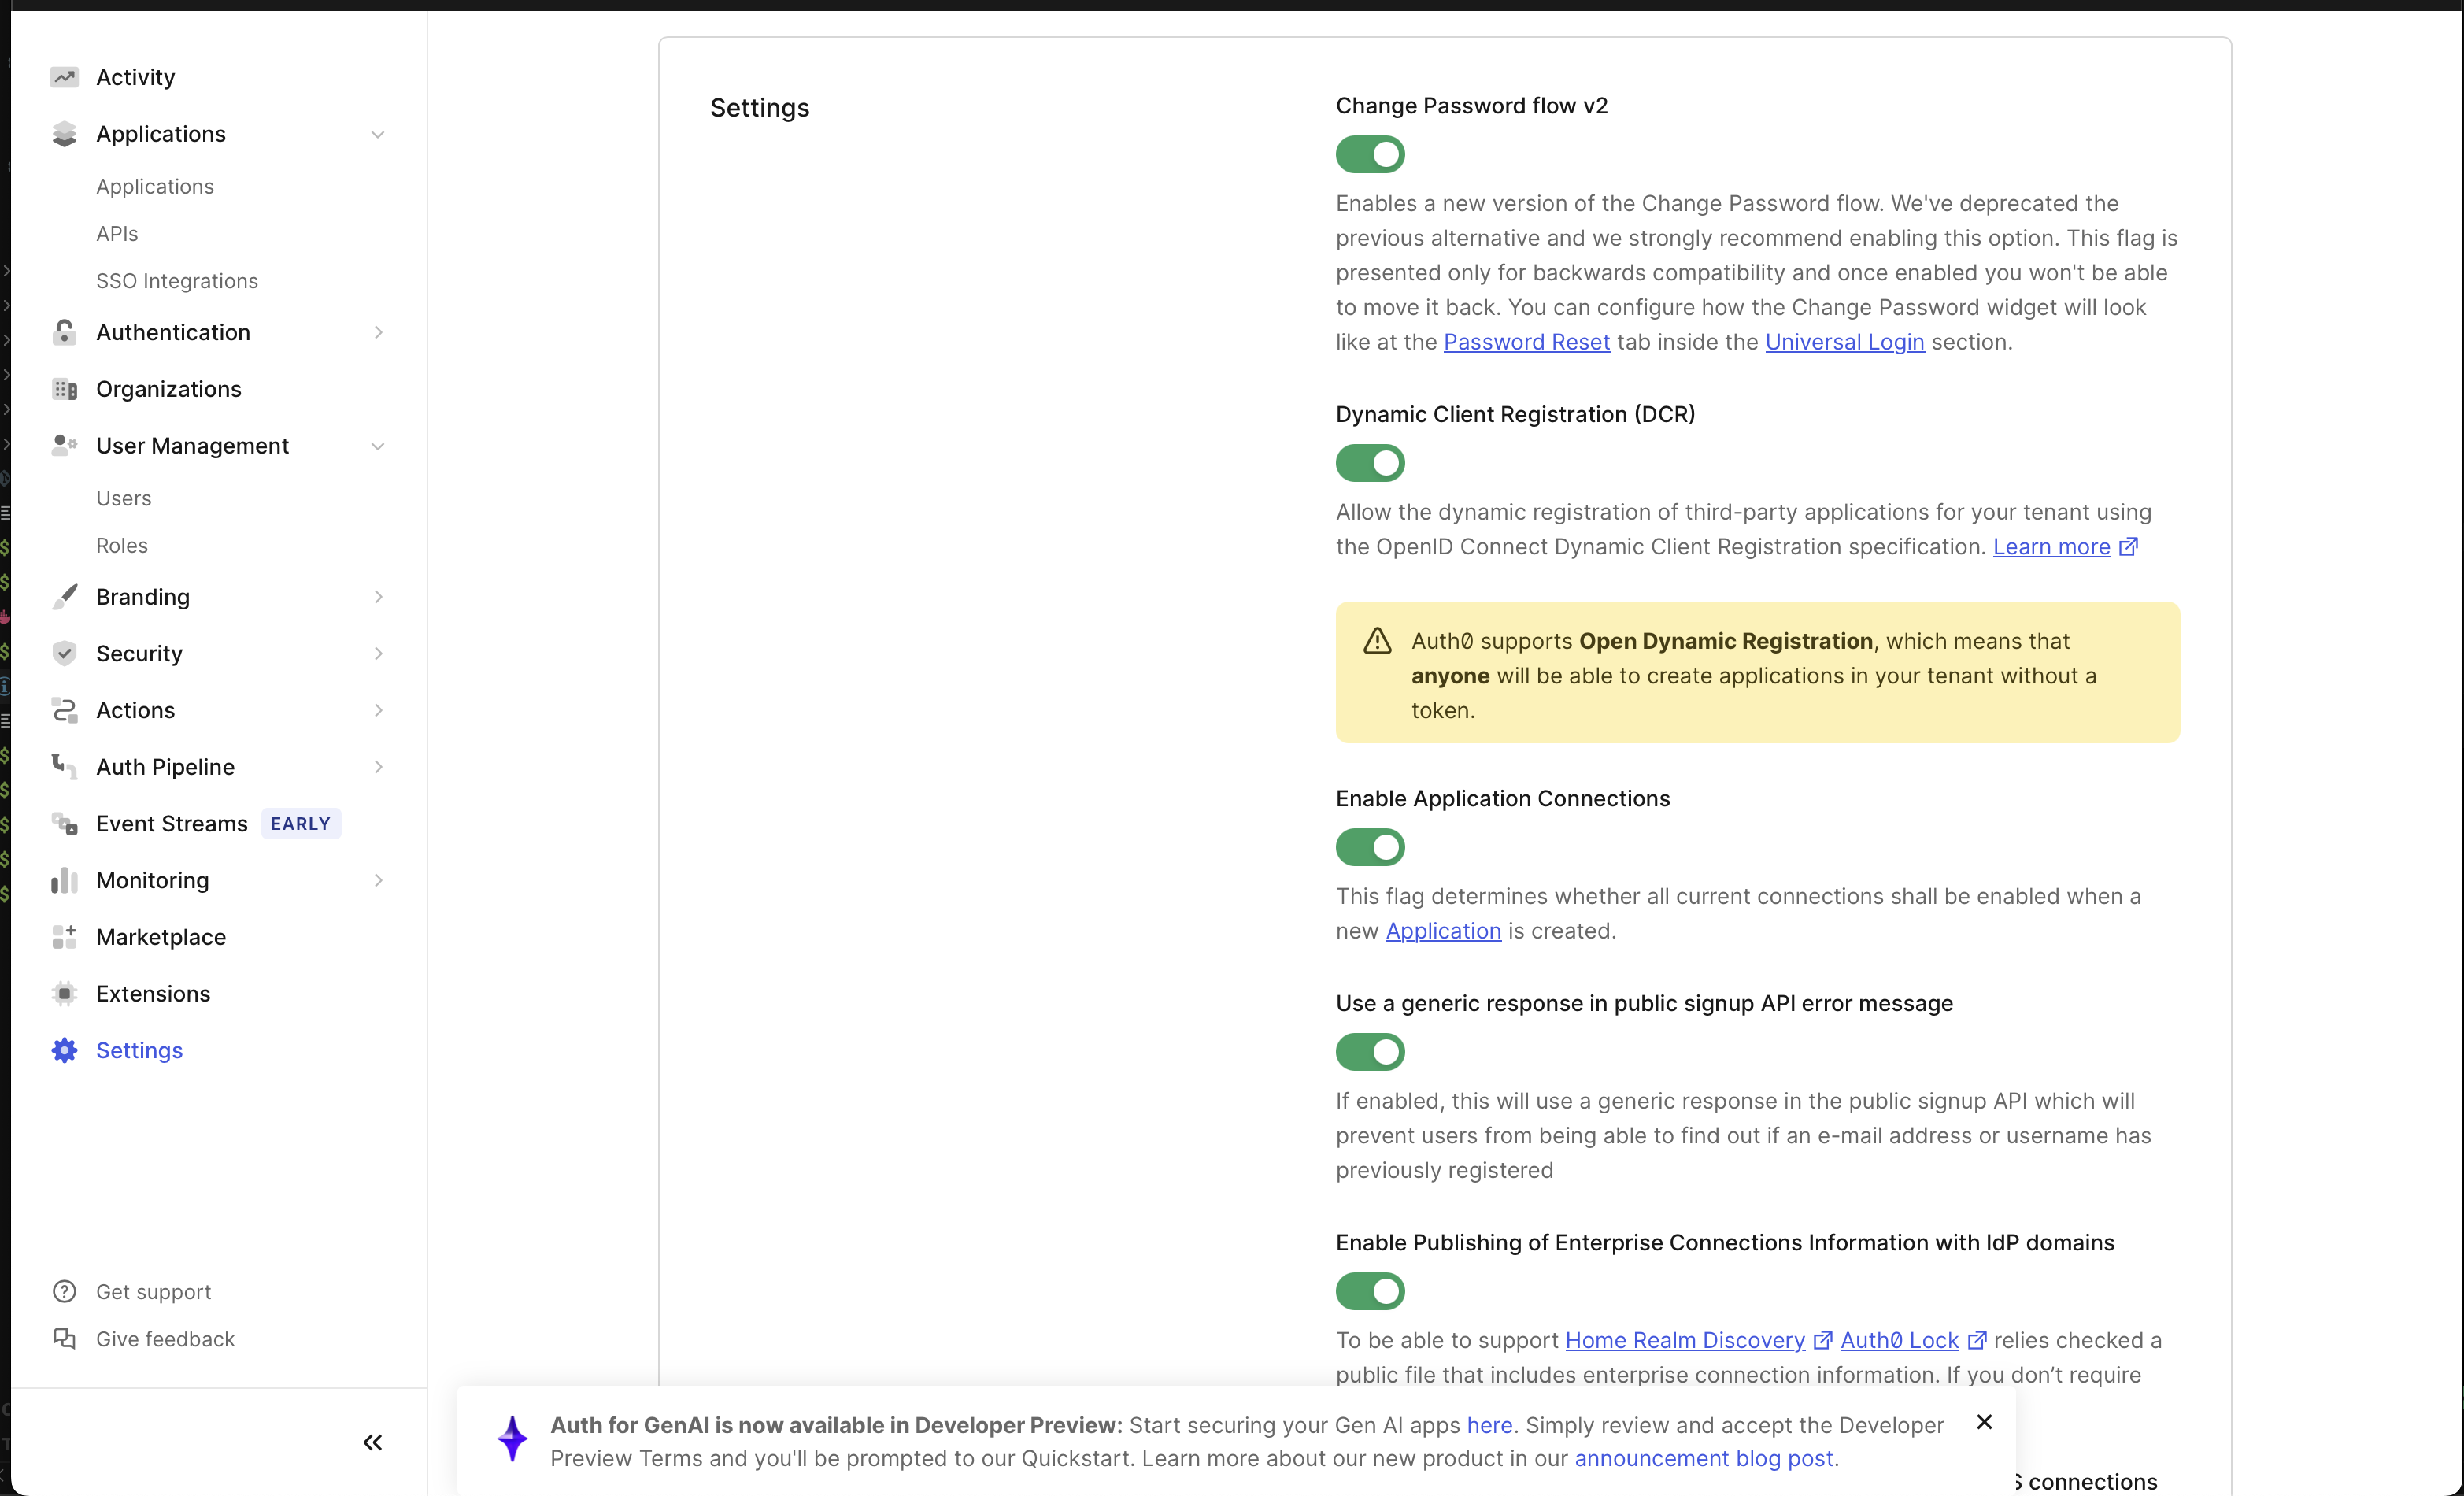 Activity
Applications
Applications
APIs
SSO Integrations
Authentication
Organizations
User Management
Users
Roles
Branding
Security
Actions
Auth Pipeline
Event Streams EARLY
Monitoring
Marketplace
Extensions
Settings
Get support
Give feedback
Settings
Change Password flow v2
Enables a new version of the Change Password flow. We've deprecated the
previous alternative and we strongly recommend enabling this option. This flag is
presented only for backwards compatibility and once enabled you won't be able
to move it back. You can configure how the Change Password widget will look
like at the Password Reset tab inside the Universal Login section.
Dynamic Client Registration (DCR)
Allow the dynamic registration of third-party applications for your tenant using
the OpenID Connect Dynamic Client Registration specification. Learn more
Auth0 supports Open Dynamic Registration, which means that
anyone will be able to create applications in your tenant without a
token.
Enable Application Connections
This flag determines whether all current connections shall be enabled when a
new Application is created.
Use a generic response in public signup API error message
If enabled, this will use a generic response in the public signup API which will
prevent users from being able to find out if an e-mail address or username has
previously registered
Enable Publishing of Enterprise Connections Information with IdP domains
To be able to support Home Realm Discovery Auth0 Lock relies checked a
public file that includes enterprise connection information. If you don’t require
Auth for GenAI is now available in Developer Preview: Start securing your Gen AI apps here. Simply review and accept the Developer
Preview Terms and you'll be prompted to our Quickstart. Learn more about our new product in our announcement blog post.
connections